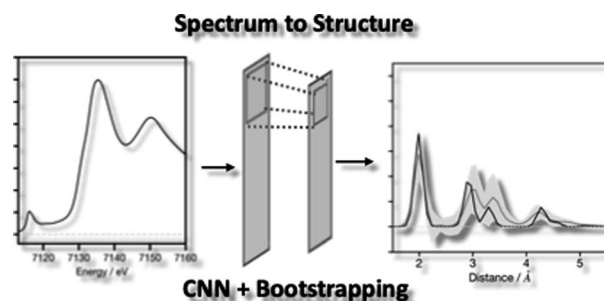 Spectrum to Structure
7120 7130 7140 7150 7160
Energy / eV
2 3 4 5
Distance / Å
CNN + Bootstrapping